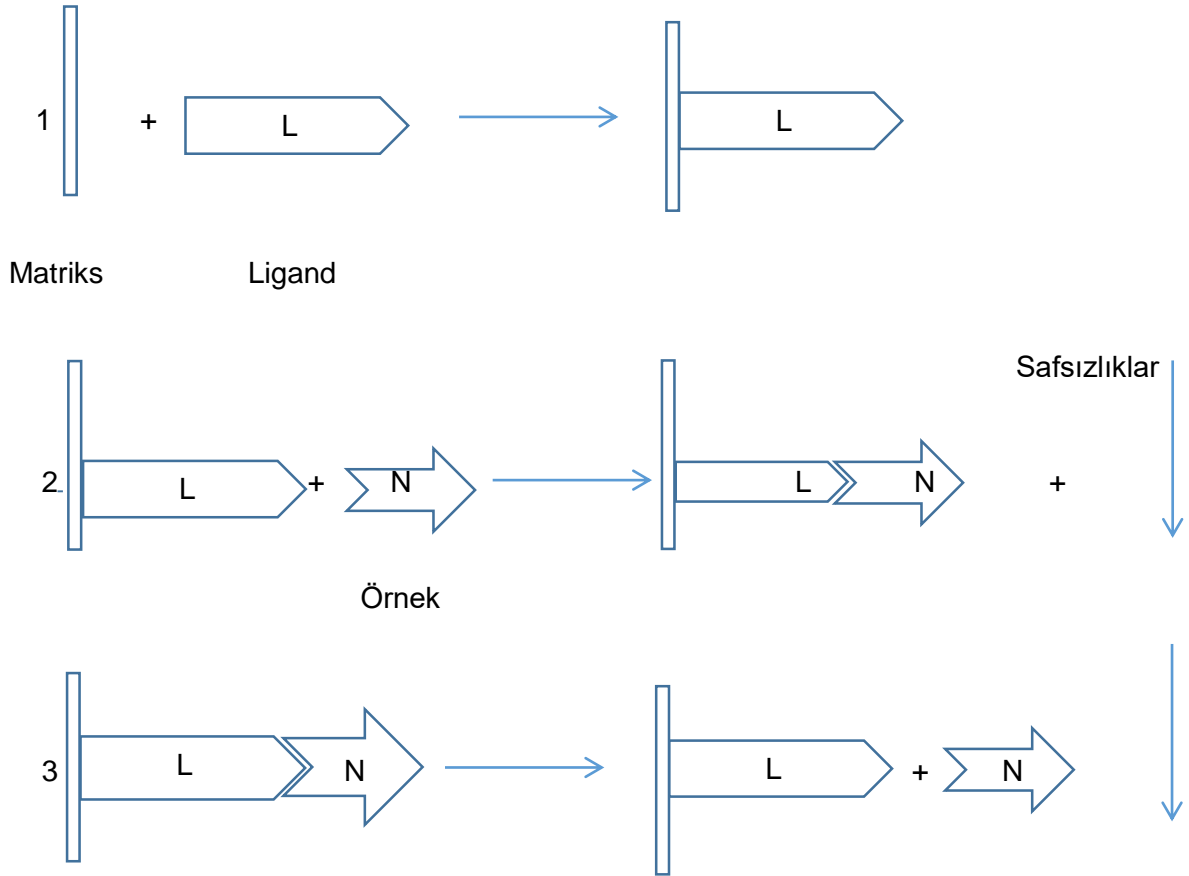 1 + L L
Matriks Ligand
Safsızlıklar
2- L + N L N +
Örnek
3 L N L + N